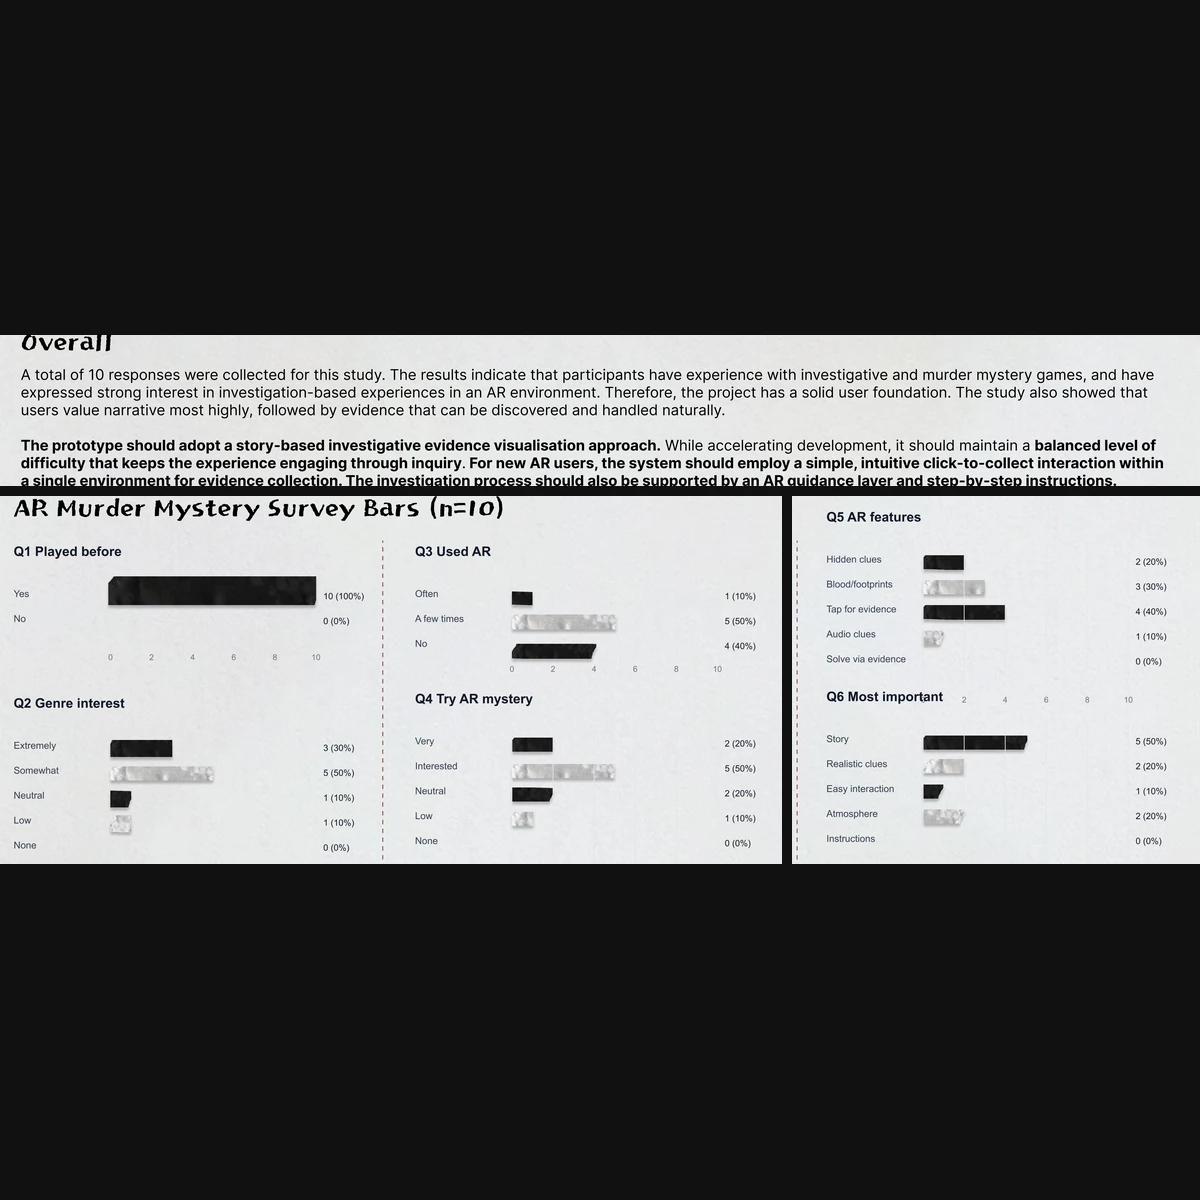 Overall
A total of 10 responses were collected for this study. The results indicate that participants have experience with investigative and murder mystery games, and have
expressed strong interest in investigation-based experiences in an AR environment. Therefore, the project has a solid user foundation. The study also showed that
users value narrative most highly, followed by evidence that can be discovered and handled naturally.
The prototype should adopt a story-based investigative evidence visualisation approach. While accelerating development, it should maintain a balanced level of
difficulty that keeps the experience engaging through inquiry. For new AR users, the system should employ a simple, intuitive click-to-collect interaction within
a single environment for evidence collection. The investigation process should also be supported by an AR guidance layer and step-by-step instructions.
AR Murder Mystery Survey Bars (n=10)
Q1 Played before
Yes 10 (100%)
No 0 (0%)
0 2 4 6 8 10
Q2 Genre interest
Extremely 3 (30%)
Somewhat 5 (50%)
Neutral 1 (10%)
Low 1 (10%)
None 0 (0%)
Q3 Used AR
Often 1 (10%)
A few times 5 (50%)
No 4 (40%)
0 2 4 6 8 10
Q4 Try AR mystery
Very 2 (20%)
Interested 5 (50%)
Neutral 2 (20%)
Low 1 (10%)
None 0 (0%)
Q5 AR features
Hidden clues 2 (20%)
Blood/footprints 3 (30%)
Tap for evidence 4 (40%)
Audio clues 1 (10%)
Solve via evidence 0 (0%)
Q6 Most important 2 4 6 8 10
Story 5 (50%)
Realistic clues 2 (20%)
Easy interaction 1 (10%)
Atmosphere 2 (20%)
Instructions 0 (0%)